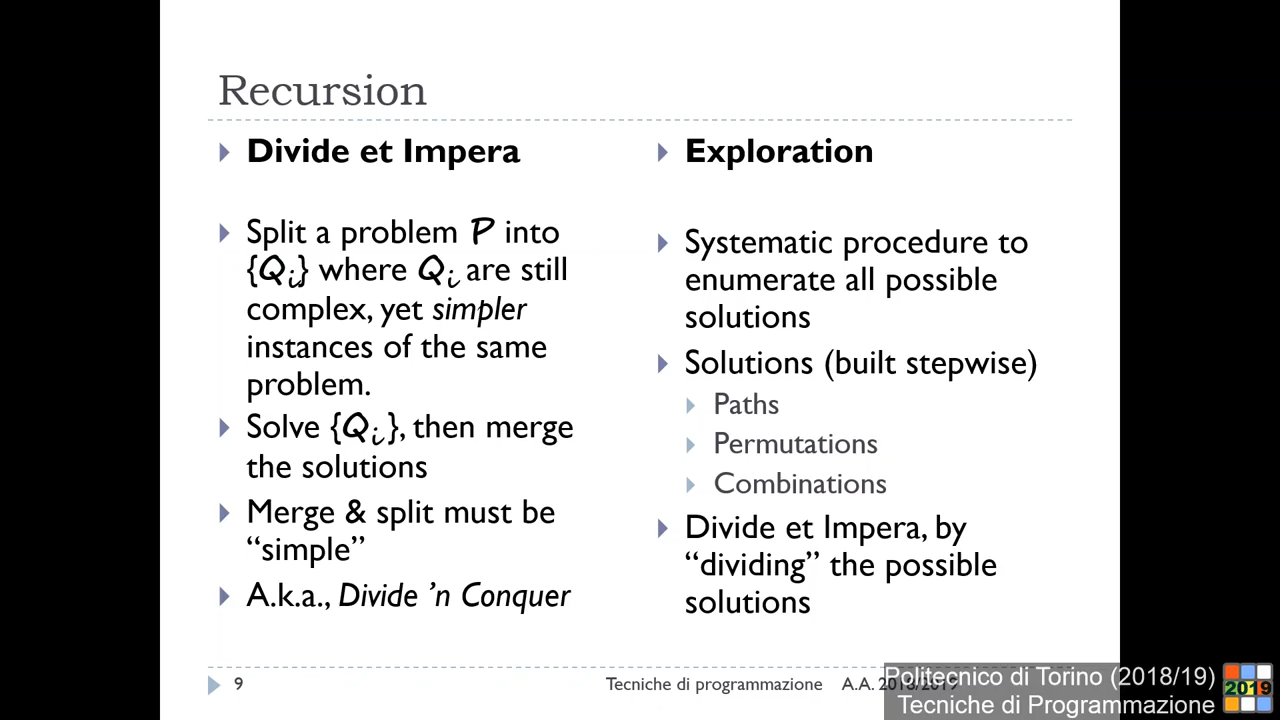 Recursion
Divide et Impera
Split a problem P into
{Qi} where Qi are still
complex, yet simpler
instances of the same
problem.
Solve {Qi}, then merge
the solutions
Merge & split must be
“simple”
A.k.a., Divide ’n Conquer
Exploration
Systematic procedure to
enumerate all possible
solutions
Solutions (built stepwise)
Paths
Permutations
Combinations
Divide et Impera, by
“dividing” the possible
solutions
9
Tecniche di programmazione A.A. 2018/2019
Politecnico di Torino (2018/19)
Tecniche di Programmazione
2019